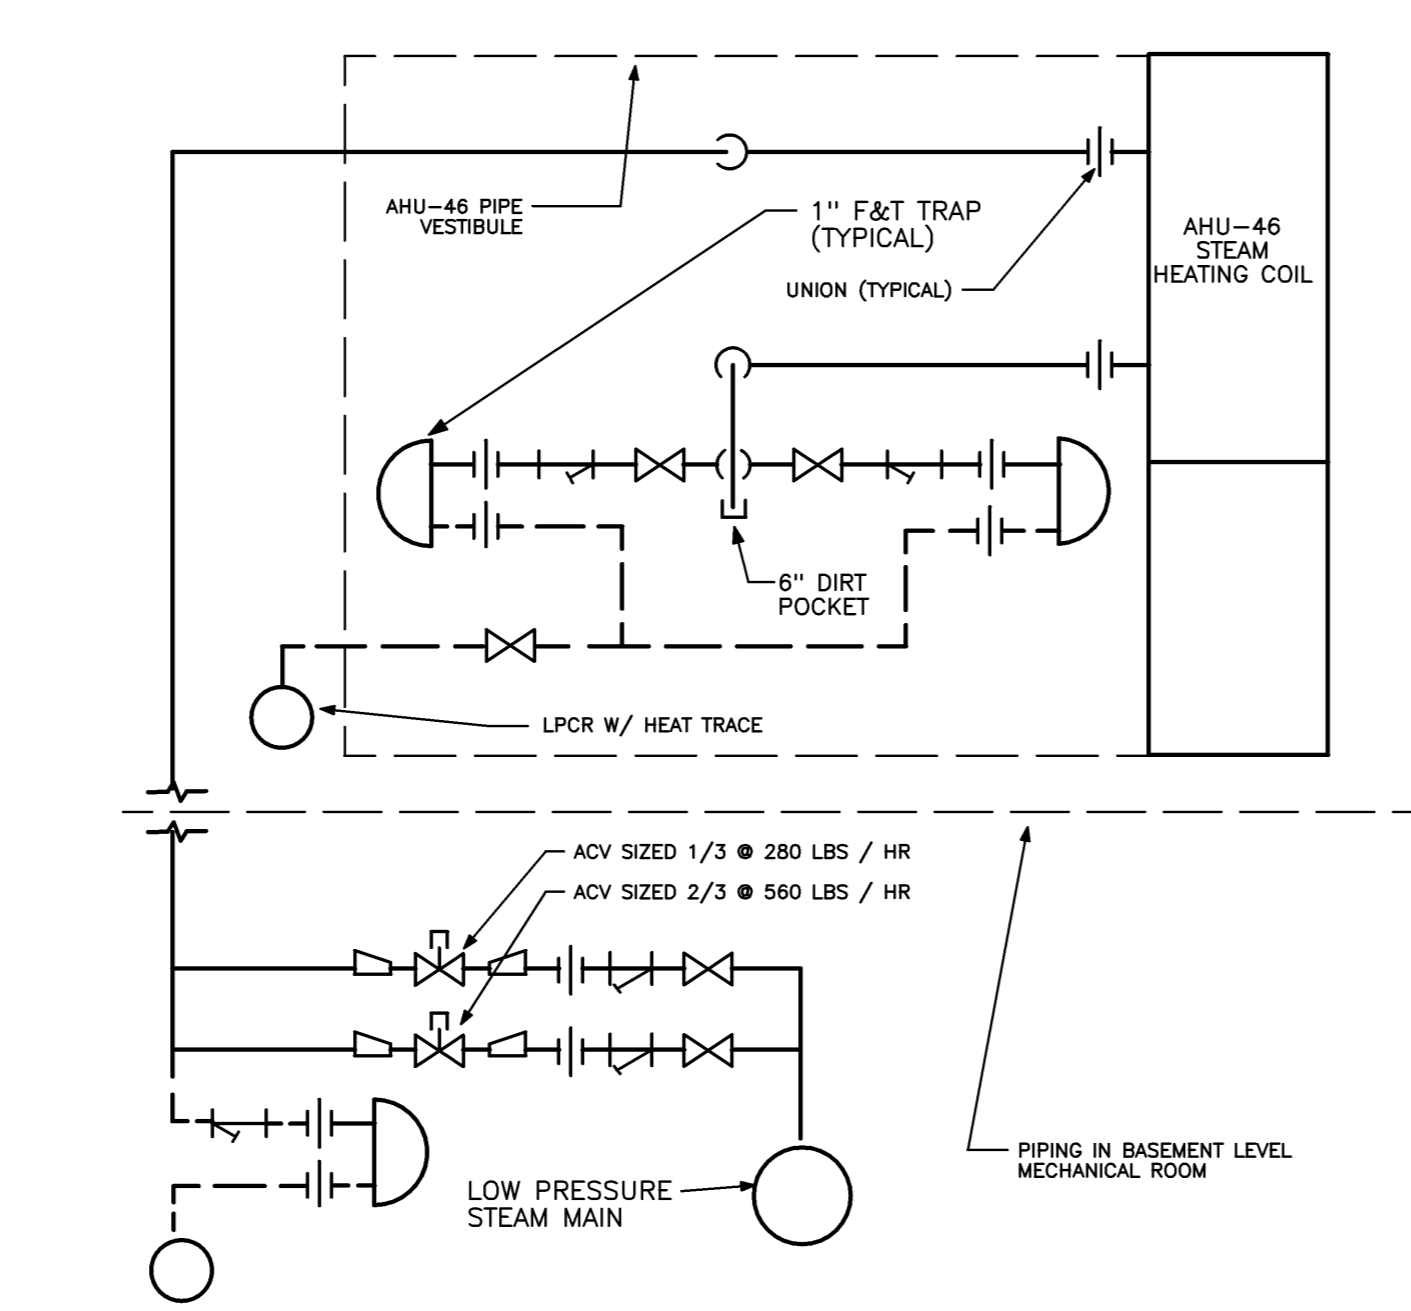 AHU-46 PIPE
VESTIBULE
1" F&T TRAP
(TYPICAL)
UNION (TYPICAL)
AHU-46
STEAM
HEATING COIL
6" DIRT
POCKET
LPCR W/ HEAT TRACE
ACV SIZED 1/3 @ 280 LBS / HR
ACV SIZED 2/3 @ 560 LBS / HR
PIPING IN BASEMENT LEVEL
MECHANICAL ROOM
LOW PRESSURE
STEAM MAIN